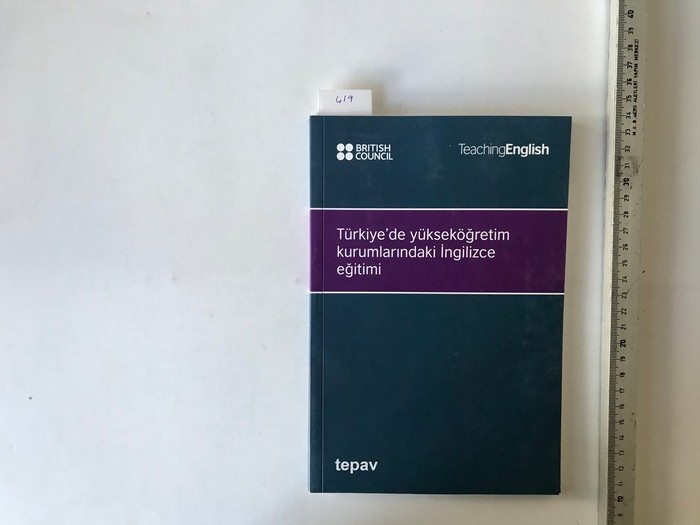 419
BRITISH
COUNCIL
TeachingEnglish
Türkiye'de yükseköğretim
kurumlarındaki İngilizce
eğitimi
tepav